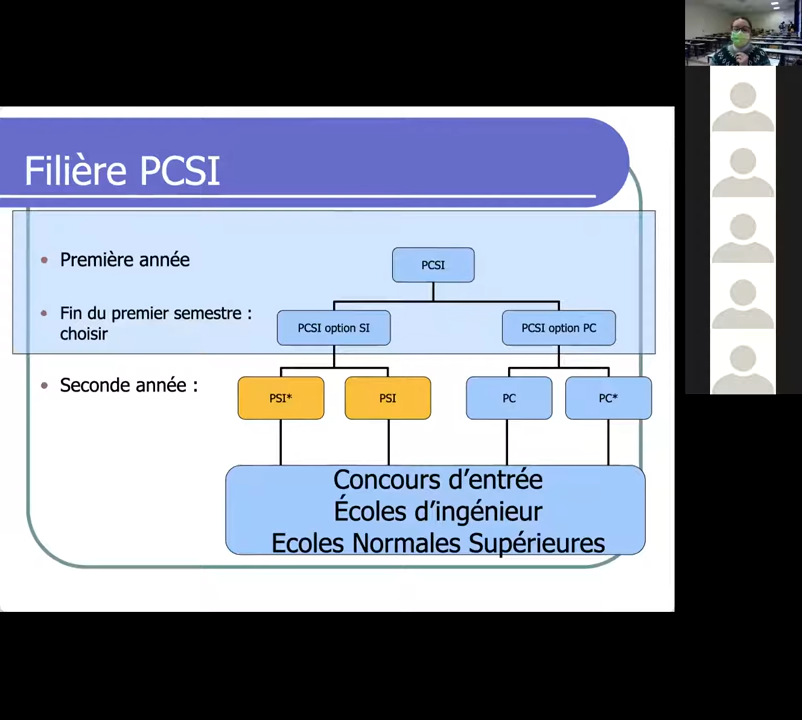 Filière PCSI
Première année
PCSI
Fin du premier semestre :
choisir
PCSI option SI
PCSI option PC
Seconde année :
PSI*
PSI
PC
PC*
Concours d’entrée
Écoles d’ingénieur
Ecoles Normales Supérieures